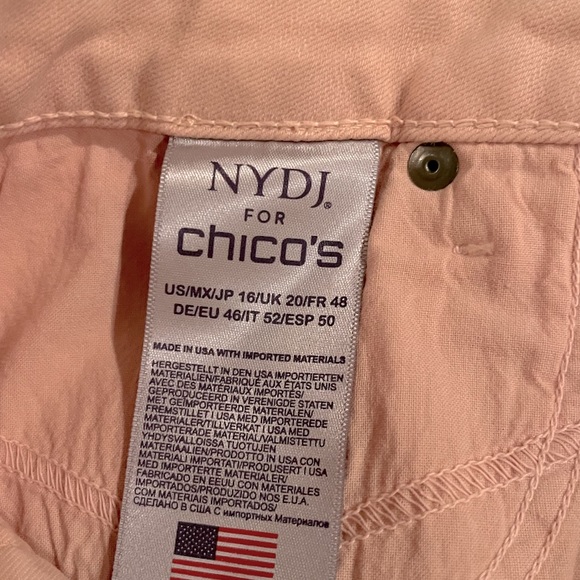 NYDJ®
FOR
chico's
US/MX/JP 16/UK 20/FR 48
DE/EU 46/IT 52/ESP 50
MADE IN USA WITH IMPORTED MATERIALS
HERGESTELLT IN DEN USA IMPORTIERTEN
MATERIALIEN/FABRIQUÉ AUX ÉTATS UNIS
AVEC DES MATÉRIAUX IMPORTÉS/
GEPRODUCEERD IN VERENIGDE STATEN
MET GEÏMPORTEERDE MATERIALEN/
FREMSTILLET I USA MED IMPORTEREDE
MATERIALER/TILLVERKAT I USA MED
IMPORTERADE MATERIAL/VALMISTETTU
YHDYSVALLOISSA TUOTUJEN
MATERIAALIEN/PRODOTTO IN USA CON
MATERIALI IMPORTATI/PRODUSERT I USA
MED IMPORTERTE MATERIALER/
FABRICADO EN EEUU CON MATERIALES
IMPORTADOS/PRODUZIDO NOS E.U.A.
COM MATERIAIS IMPORTADOS/
СДЕЛАНО В США С импортных Материалов